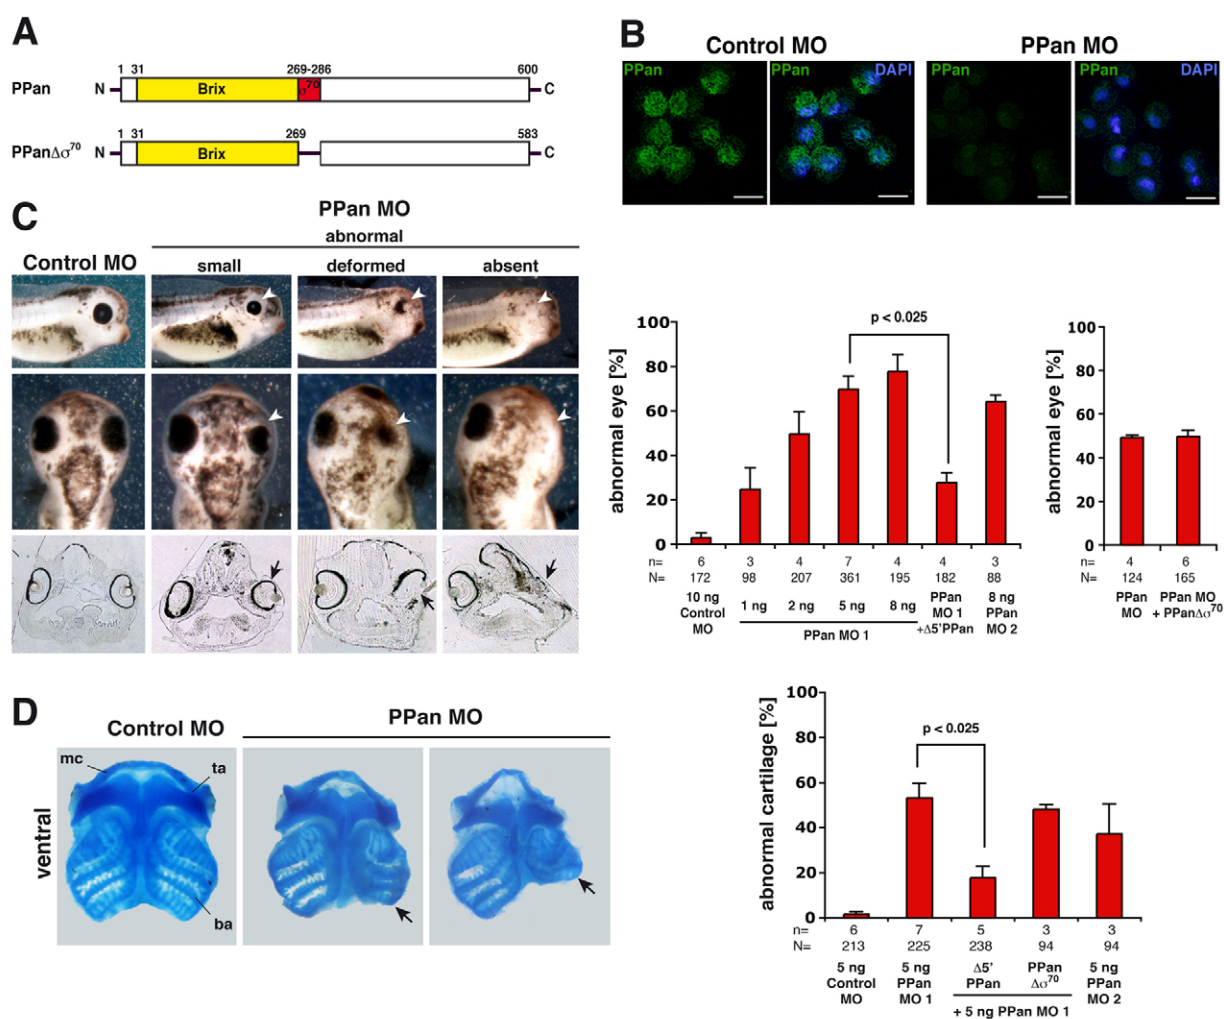 A
1 31 269-286 600
PPan N Brix σ70 C
1 31 269 583
PPanΔσ70 N Brix C
B
Control MO PPan MO
PPan DAPI PPan PPan DAPI
PPan
C
PPan MO
abnormal
Control MO small deformed absent
abnormal eye [%]
100
80
60
40
20
0
p < 0.025
n= 6 3 4 7 4 4 3
N= 172 98 207 361 195 182 88
10 ng Control MO
1 ng 2 ng 5 ng 8 ng
PPan MO 1
PPan MO 1 +Δ5'PPan
8 ng PPan MO 2
abnormal eye [%]
100
80
60
40
20
0
4 6
n=
N= 124 165
PPan MO
PPan MO + PPanΔσ70
D
Control MO PPan MO
ventral
mc
ta
ba
abnormal cartilage [%]
100
80
60
40
20
0
p < 0.025
n= 6 7 5 3 3
N= 213 225 238 94 94
5 ng Control MO
5 ng PPan MO 1
Δ5' PPan
PPan Δσ70
+ 5 ng PPan MO 1
5 ng PPan MO 2